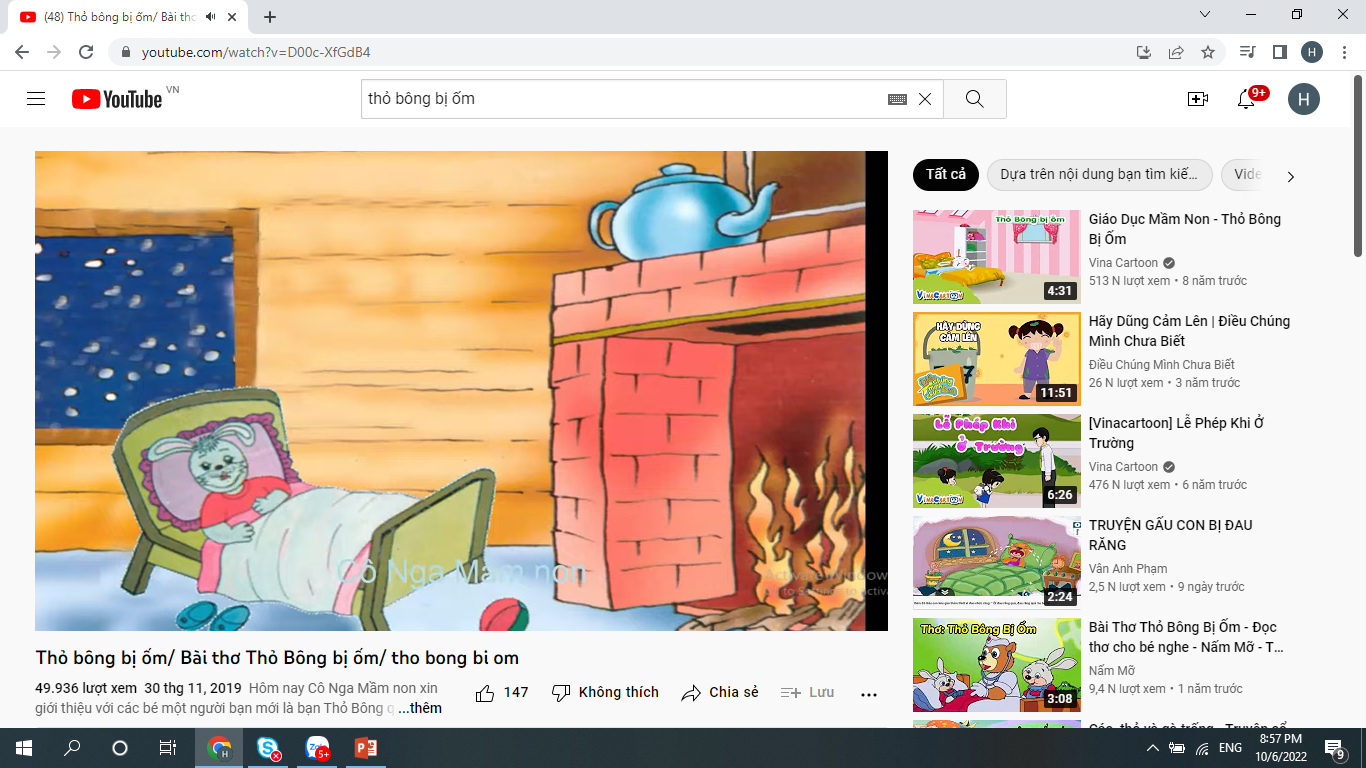 (48) Thỏ bông bị ốm/ Bài thơ
youtube.com/watch?v=D00c-XfGdB4
H
YouTube VN
thỏ bông bị ốm
9+
H
Cô Nga Mầm non
Thỏ bông bị ốm/ Bài thơ Thỏ Bông bị ốm/ tho bong bi om
49.936 lượt xem 30 thg 11, 2019 Hôm nay Cô Nga Mầm non xin
giới thiệu với các bé một người bạn mới là bạn Thỏ Bông q ...thêm
147 Không thích Chia sẻ Lưu
Tất cả Dựa trên nội dung bạn tìm kiế... Vide
Thỏ Bông bị ốm
VINACARTOON
4:31
Giáo Dục Mầm Non - Thỏ Bông
Bị Ốm
Vina Cartoon
513 N lượt xem • 8 năm trước
HÃY DŨNG
CẢM LÊN
11:51
Hãy Dũng Cảm Lên | Điều Chúng
Mình Chưa Biết
Điều Chúng Mình Chưa Biết
26 N lượt xem • 3 năm trước
Lễ Phép Khi
Ở Trường
VINACARTOON
6:26
[Vinacartoon] Lễ Phép Khi Ở
Trường
Vina Cartoon
476 N lượt xem • 6 năm trước
2:24
TRUYỆN GẤU CON BỊ ĐAU
RĂNG
Vân Anh Phạm
2,5 N lượt xem • 9 ngày trước
Thơ: Thỏ Bông Bị Ốm
3:08
Bài Thơ Thỏ Bông Bị Ốm - Đọc
thơ cho bé nghe - Nấm Mỡ - T...
Nấm Mỡ
9,4 N lượt xem • 1 năm trước
H
5+
ENG
8:57 PM
10/6/2022
9